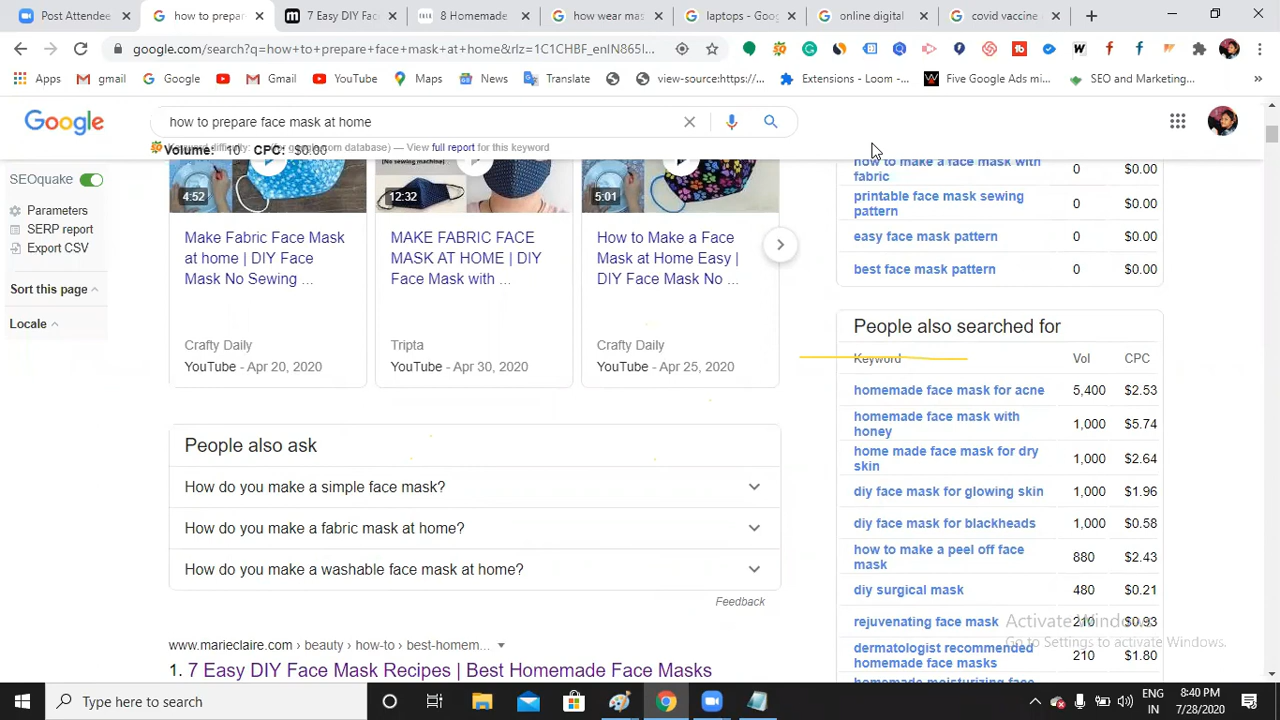 Post Attendee
how to prepar
7 Easy DIY Fac
8 Homemade
how wear mas
laptops - Goo
online digital
covid vaccine
google.com/search?q=how+to+prepare+face+mask+at+home&rlz=1C1CHBF_enIN865I...
Apps
gmail
Google
YouTube
Gmail
YouTube
Maps
News
Translate
view-source:https://...
Extensions - Loom -...
Five Google Ads mi...
SEO and Marketing...
Google
how to prepare face mask at home
Volume: 10 CPC: $0.00
google.com database) — View full report for this keyword
SEOquake
Parameters
SERP report
Export CSV
Sort this page
Locale
4:52
12:32
5:01
Make Fabric Face Mask
at home | DIY Face
Mask No Sewing ...
Crafty Daily
YouTube - Apr 20, 2020
MAKE FABRIC FACE
MASK AT HOME | DIY
Face Mask with ...
Tripta
YouTube - Apr 30, 2020
How to Make a Face
Mask at Home Easy |
DIY Face Mask No ...
Crafty Daily
YouTube - Apr 25, 2020
People also ask
How do you make a simple face mask?
How do you make a fabric mask at home?
How do you make a washable face mask at home?
Feedback
www.marieclaire.com › beauty › how-to › best-homem...
1. 7 Easy DIY Face Mask Recipes | Best Homemade Face Masks
how to make a face mask with
fabric 0 $0.00
printable face mask sewing
pattern 0 $0.00
easy face mask pattern 0 $0.00
best face mask pattern 0 $0.00
People also searched for
Keyword Vol CPC
homemade face mask for acne 5,400 $2.53
homemade face mask with
honey 1,000 $5.74
home made face mask for dry
skin 1,000 $2.64
diy face mask for glowing skin 1,000 $1.96
diy face mask for blackheads 1,000 $0.58
how to make a peel off face
mask 880 $2.43
diy surgical mask 480 $0.21
rejuvenating face mask 210 $0.93
dermatologist recommended
homemade face masks 210 $1.80
homemade moisturizing face
Activate Windows
Go to Settings to activate Windows.
Type here to search
ENG
IN
8:40 PM
7/28/2020